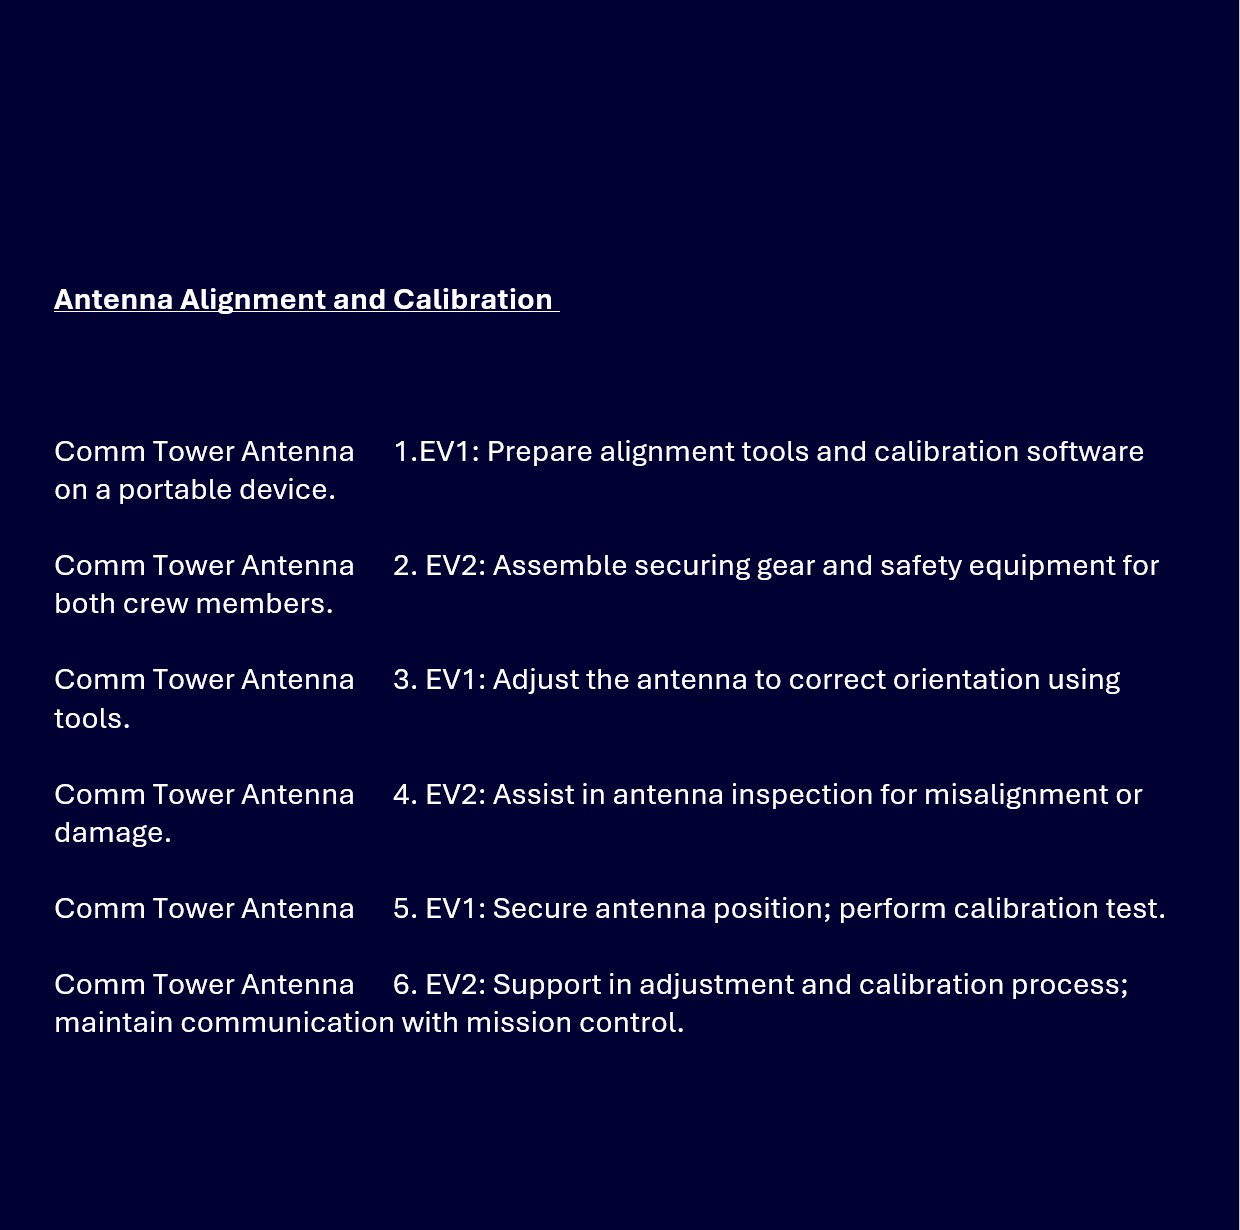 Antenna Alignment and Calibration
Comm Tower Antenna 1.EV1: Prepare alignment tools and calibration software
on a portable device.
Comm Tower Antenna 2. EV2: Assemble securing gear and safety equipment for
both crew members.
Comm Tower Antenna 3. EV1: Adjust the antenna to correct orientation using
tools.
Comm Tower Antenna 4. EV2: Assist in antenna inspection for misalignment or
damage.
Comm Tower Antenna 5. EV1: Secure antenna position; perform calibration test.
Comm Tower Antenna 6. EV2: Support in adjustment and calibration process;
maintain communication with mission control.